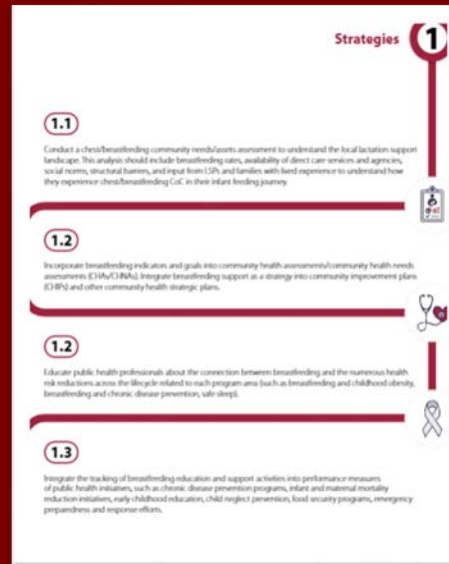 Strategies 1
1.1
Conduct a chest/breastfeeding community needs/assets assessment to understand the local lactation support
landscape. This analysis should include breastfeeding rates, availability of direct care services and agencies,
social norms, structural barriers, and input from LSPs and families with lived experience to understand how
they experience chest/breastfeeding CoC in their infant feeding journey.
1.2
Incorporate breastfeeding indicators and goals into community health assessments/community health needs
assessments (CHAs/CHNAs). Integrate breastfeeding support as a strategy into community improvement plans
(CHIPs) and other community health strategic plans.
1.2
Educate public health professionals about the connection between breastfeeding and the numerous health
risk reductions across the lifecycle related to each program area (such as breastfeeding and childhood obesity,
breastfeeding and chronic disease prevention, safe sleep).
1.3
Integrate the tracking of breastfeeding education and support activities into performance measures
of public health initiatives, such as chronic disease prevention programs, infant and maternal mortality
reduction initiatives, early childhood education, child neglect prevention, food security programs, emergency
preparedness and response efforts.